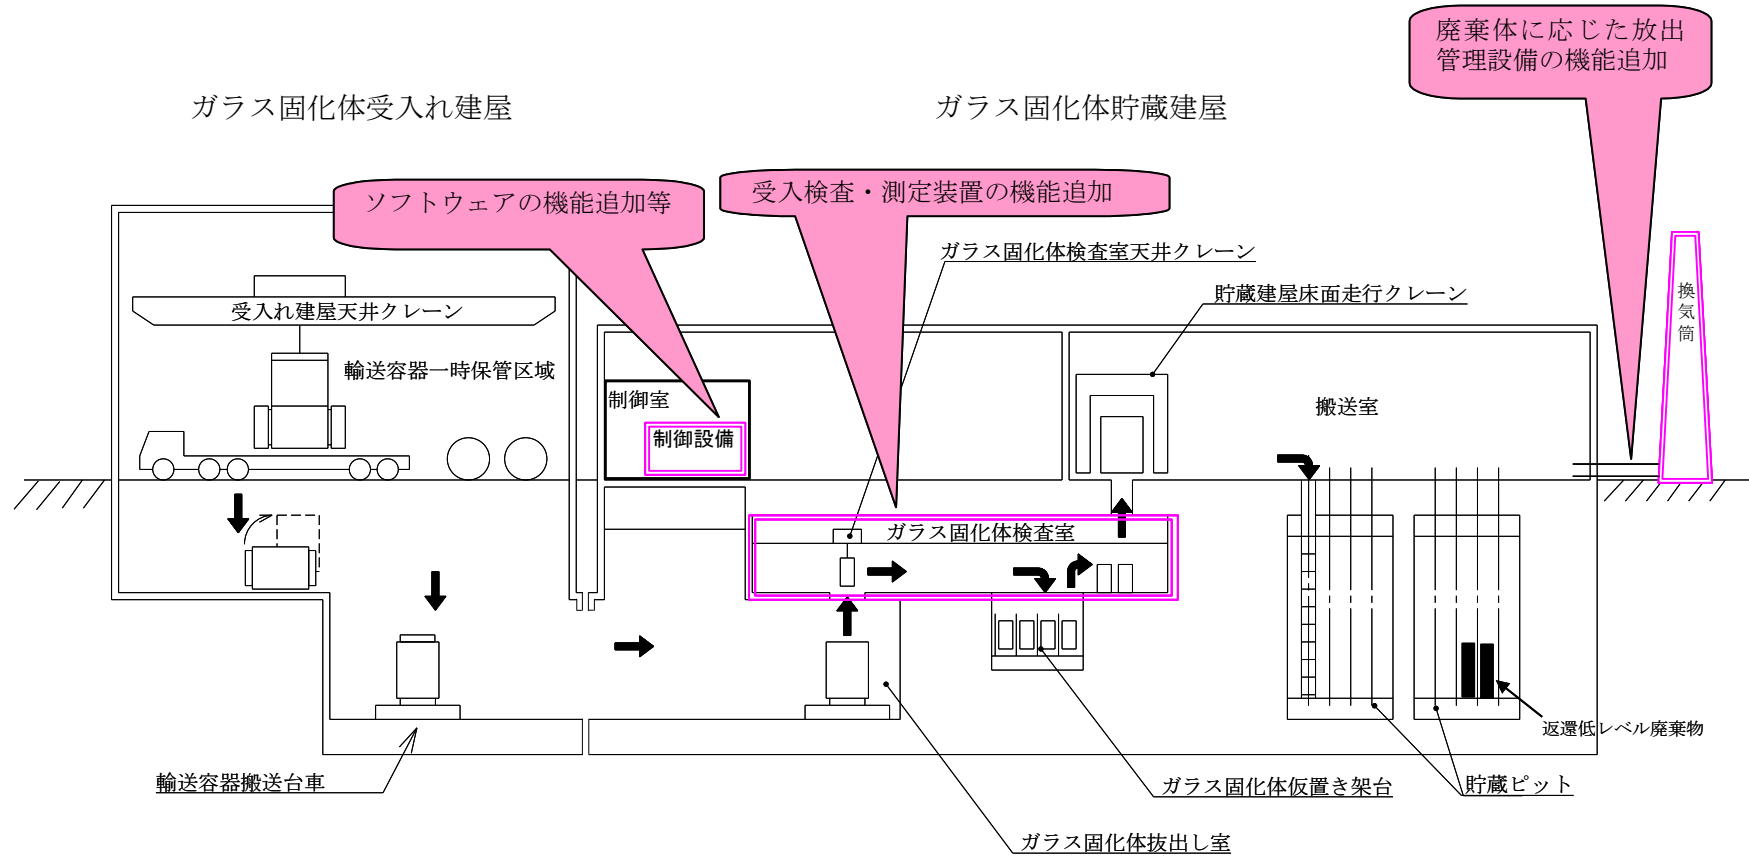 廃棄体に応じた放出
管理設備の機能追加
ガラス固化体受入れ建屋
ガラス固化体貯蔵建屋
ソフトウェアの機能追加等
受入検査・測定装置の機能追加
ガラス固化体検査室天井クレーン
貯蔵建屋床面走行クレーン
換気筒
受入れ建屋天井クレーン
輸送容器一時保管区域
制御室
制御設備
搬送室
ガラス固化体検査室
返還低レベル廃棄物
輸送容器搬送台車
ガラス固化体仮置き架台
貯蔵ピット
ガラス固化体抜出し室